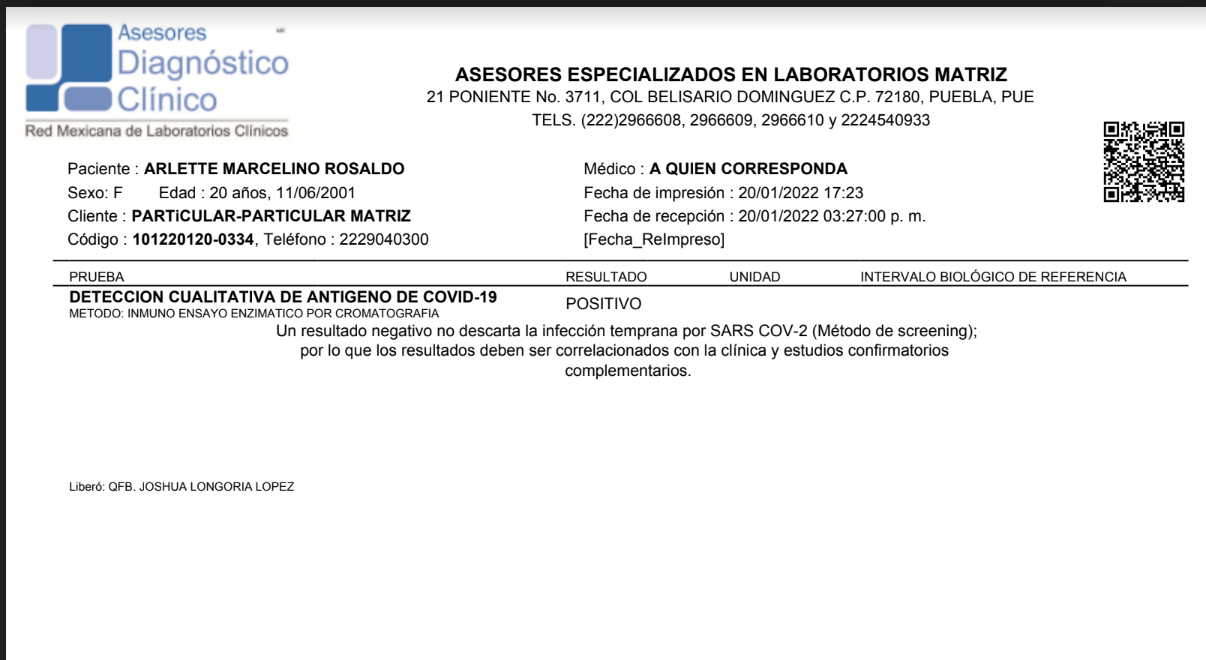 Asesores
Diagnóstico
Clínico
Red Mexicana de Laboratorios Clínicos
ASESORES ESPECIALIZADOS EN LABORATORIOS MATRIZ
21 PONIENTE No. 3711, COL BELISARIO DOMINGUEZ C.P. 72180, PUEBLA, PUE
TELS. (222)2966608, 2966609, 2966610 y 2224540933
Paciente : ARLETTE MARCELINO ROSALDO
Sexo: F Edad : 20 años, 11/06/2001
Cliente : PARTiCULAR-PARTICULAR MATRIZ
Código : 101220120-0334, Teléfono : 2229040300
Médico : A QUIEN CORRESPONDA
Fecha de impresión : 20/01/2022 17:23
Fecha de recepción : 20/01/2022 03:27:00 p. m.
[Fecha_ReImpreso]
PRUEBA RESULTADO UNIDAD INTERVALO BIOLÓGICO DE REFERENCIA
DETECCION CUALITATIVA DE ANTIGENO DE COVID-19 POSITIVO
METODO: INMUNO ENSAYO ENZIMATICO POR CROMATOGRAFIA
Un resultado negativo no descarta la infección temprana por SARS COV-2 (Método de screening);
por lo que los resultados deben ser correlacionados con la clínica y estudios confirmatorios
complementarios.
Liberó: QFB. JOSHUA LONGORIA LOPEZ